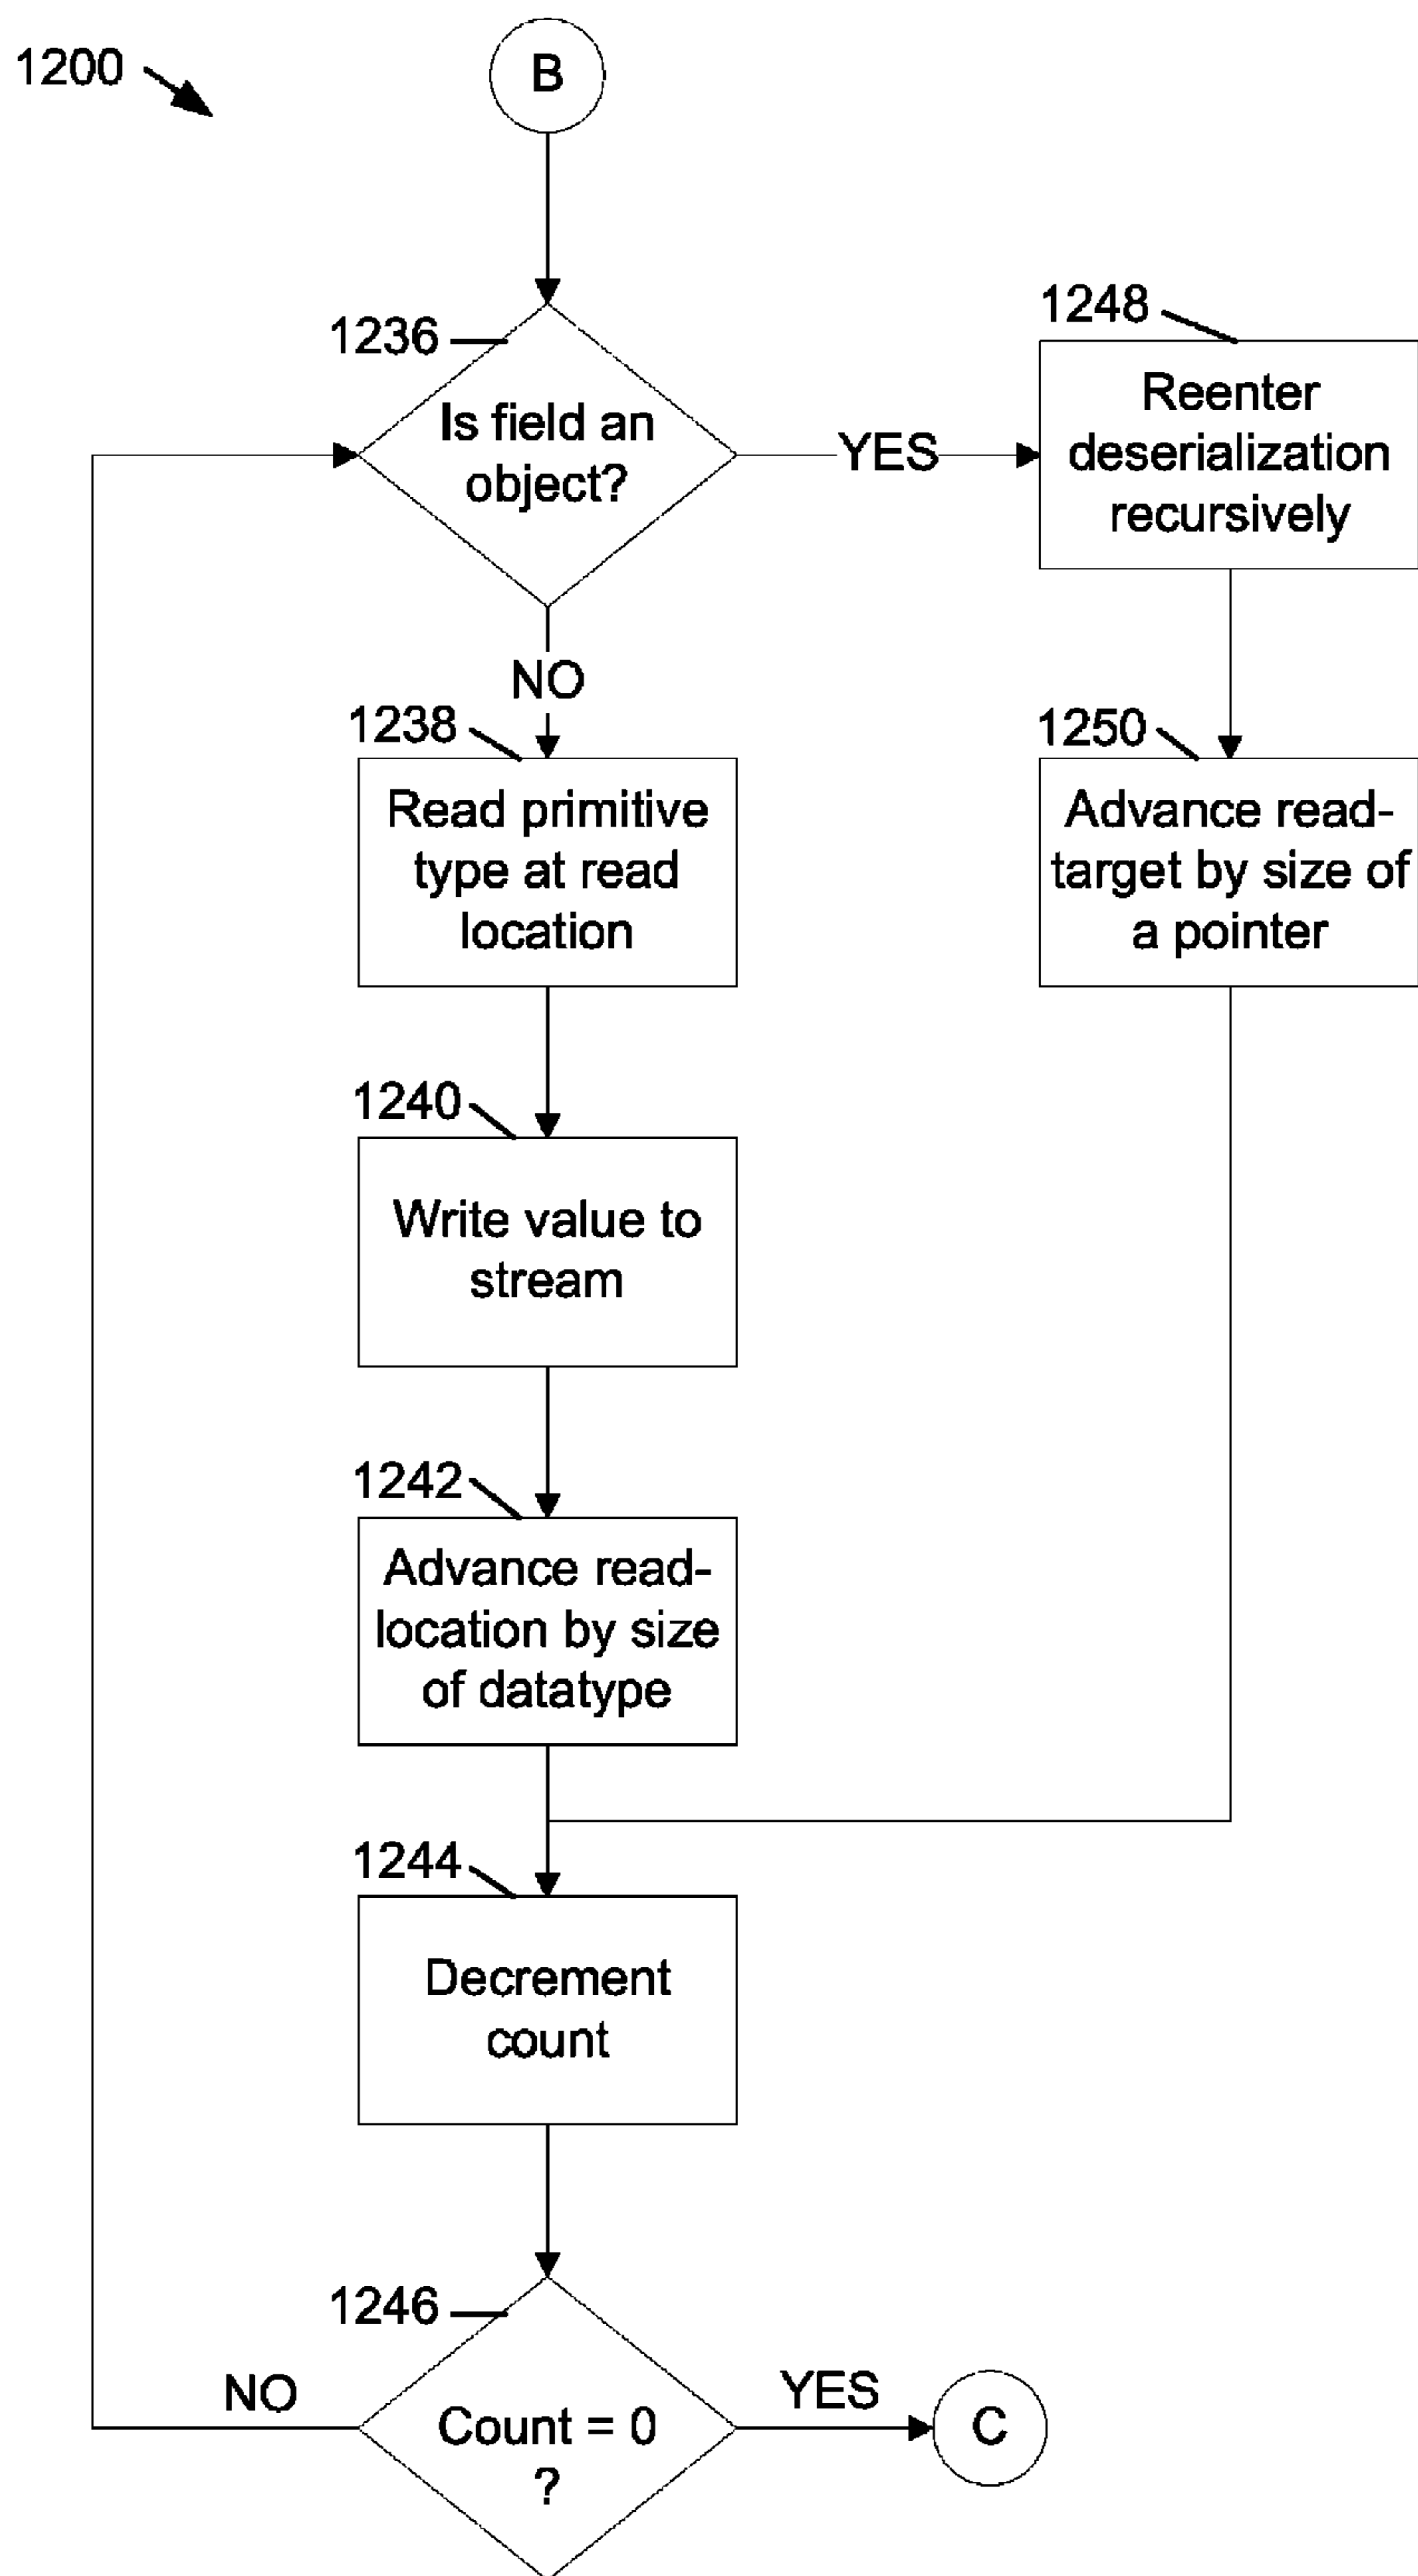 1200
B
1236
Is field an
object?
YES
1248
Reenter
deserialization
recursively
NO
1238
Read primitive
type at read
location
1250
Advance read-
target by size of
a pointer
1240
Write value to
stream
1242
Advance read-
location by size
of datatype
1244
Decrement
count
1246
Count = 0
?
NO
YES
C